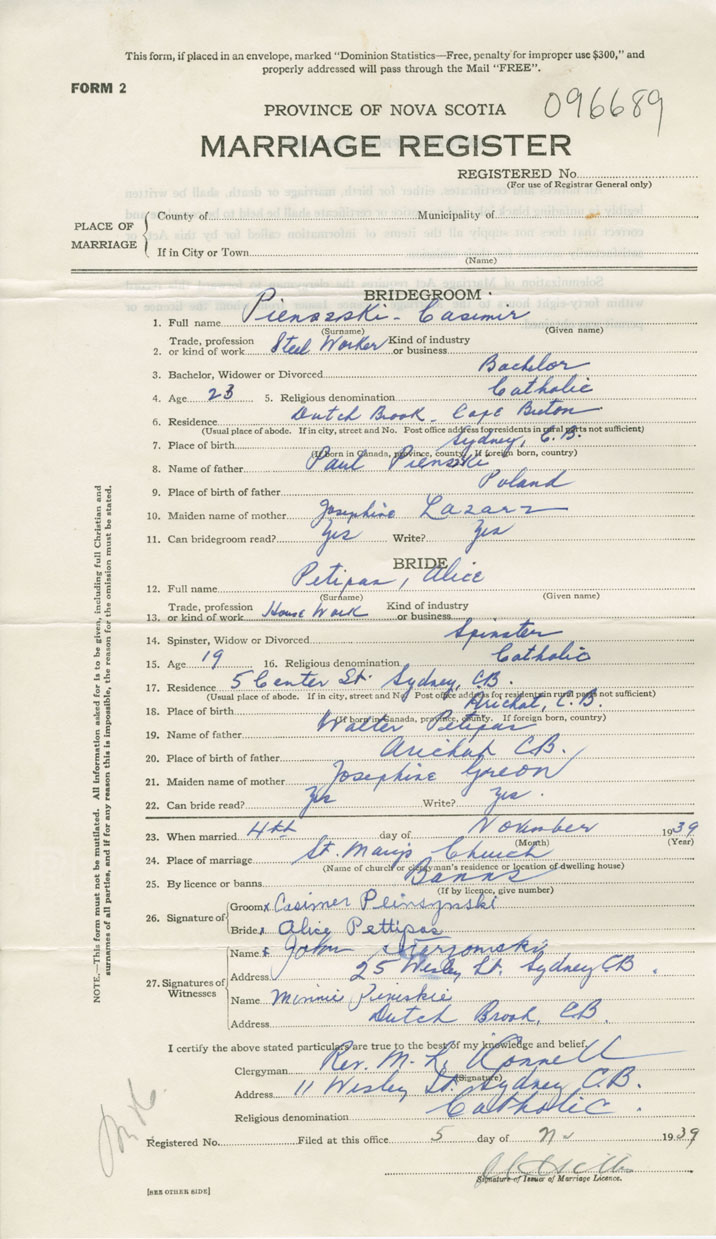 This form, if placed in an envelope, marked "Dominion Statistics—Free, penalty for improper use $300," and
properly addressed will pass through the Mail "FREE".
FORM 2
PROVINCE OF NOVA SCOTIA 096689
MARRIAGE REGISTER
REGISTERED No.
(For use of Registrar General only)
PLACE OF MARRIAGE
County of Municipality of
If in City or Town
(Name)
BRIDEGROOM
1. Full name Pienszski - Casimir
(Surname) (Given name)
2. Trade, profession or kind of work Steel Worker Kind of industry or business
3. Bachelor, Widower or Divorced Bachelor
4. Age 23 5. Religious denomination Catholic
6. Residence Dutch Brook - Cape Breton
(Usual place of abode. If in city, street and No. Post office address for residents in rural parts not sufficient)
7. Place of birth Sydney, C.B.
(If born in Canada, province, county. If foreign born, country)
8. Name of father Paul Pienski
9. Place of birth of father Poland
10. Maiden name of mother Josephine Lazarz
11. Can bridegroom read? Yes Write? Yes
BRIDE
12. Full name Petipas, Alice
(Surname) (Given name)
13. Trade, profession or kind of work House Work Kind of industry or business
14. Spinster, Widow or Divorced Spinster
15. Age 19 16. Religious denomination Catholic
17. Residence 5 Center St. Sydney, CB.
(Usual place of abode. If in city, street and No. Post office address for residents in rural parts not sufficient)
18. Place of birth Arichat, C.B.
(If born in Canada, province, county. If foreign born, country)
19. Name of father Walter Petipas
20. Place of birth of father Arichat C.B.
21. Maiden name of mother Josephine Goreon
22. Can bride read? Yes Write? Yes.
23. When married 4th day of November 1939
(Month) (Year)
24. Place of marriage St. Mary's Church
(Name of church or clergyman's residence or location of dwelling house)
25. By licence or banns Banns
(If by licence, give number)
26. Signature of
Groom x Casimer Peinsynski
Bride x Alice Pettipas
27. Signatures of Witnesses
Name John
Address 25 Wesley St. Sydney CB.
Name Minnie Pieniskie
Address Dutch Brook, CB.
I certify the above stated particulars are true to the best of my knowledge and belief.
Clergyman Rev. M. L.
(Signature)
Address 11 Wesley St. Sydney C.B.
Religious denomination Catholic.
Registered No. Filed at this office 5 day of Nov 1939
Signature of Issuer of Marriage Licence.
[SEE OTHER SIDE]
NOTE.—This form must not be mutilated. All information asked for is to be given, including full Christian and
surnames of all parties, and if for any reason this is impossible, the reason for the omission must be stated.